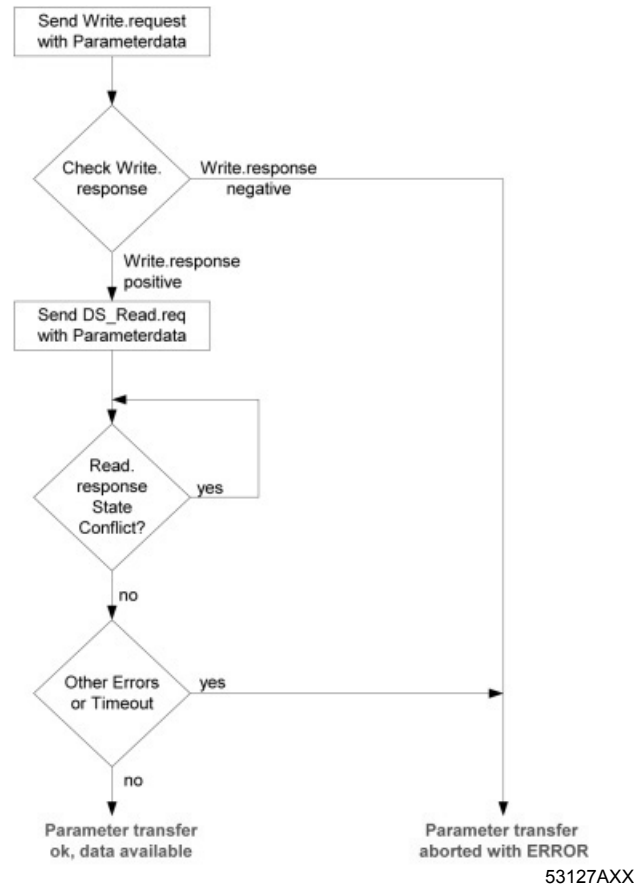 Send Write.request
with Parameterdata
Check Write.
response
Write.response
negative
Write.response
positive
Send DS_Read.req
with Parameterdata
Read.
response
State
Conflict?
yes
no
Other Errors
or Timeout
yes
no
Parameter transfer
ok, data available
Parameter transfer
aborted with ERROR
53127AXX